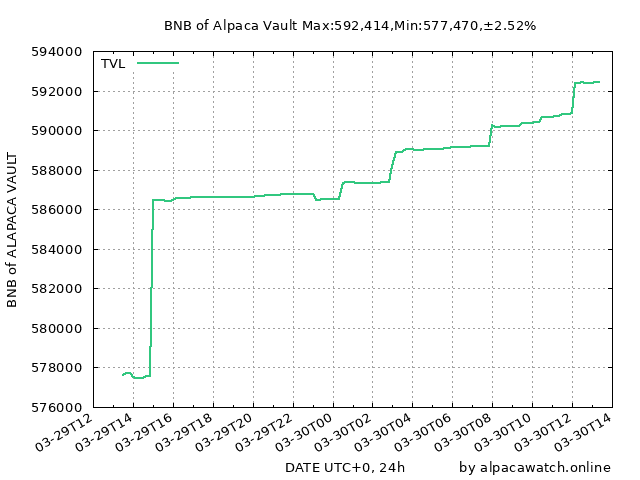 BNB of Alpaca Vault Max:592,414,Min:577,470,±2.52%
TVL
BNB of ALAPACA VAULT
594000
592000
590000
588000
586000
584000
582000
580000
578000
576000
03-29T12
03-29T14
03-29T16
03-29T18
03-29T20
03-29T22
03-30T00
03-30T02
03-30T04
03-30T06
03-30T08
03-30T10
03-30T12
03-30T14
DATE UTC+0, 24h
by alpacawatch.online